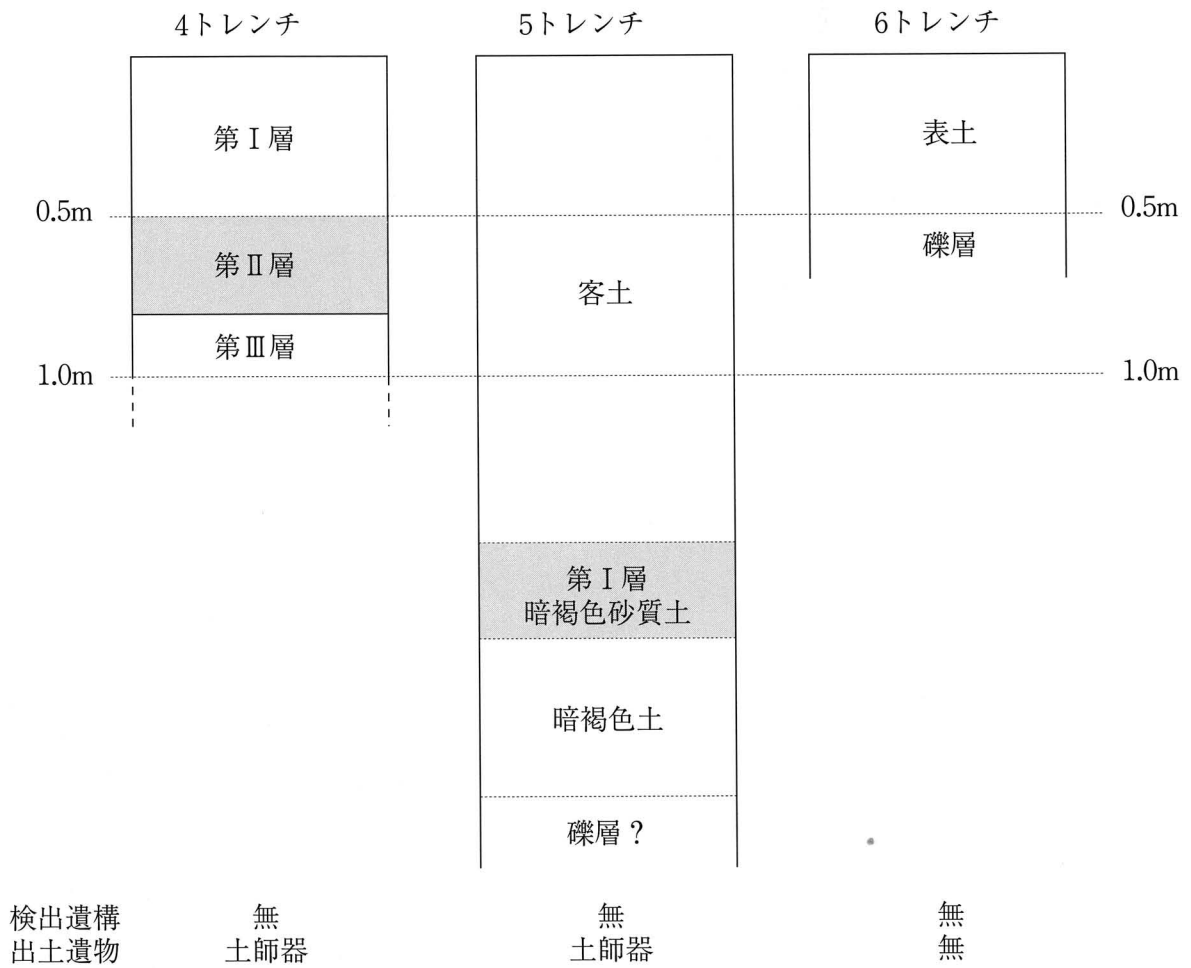 4トレンチ
5トレンチ
6トレンチ
第Ⅰ層
表土
0.5m
0.5m
礫層
第Ⅱ層
客土
第Ⅲ層
1.0m
1.0m
第Ⅰ層
暗褐色砂質土
暗褐色土
礫層？
検出遺構 無 無 無
出土遺物 土師器 土師器 無